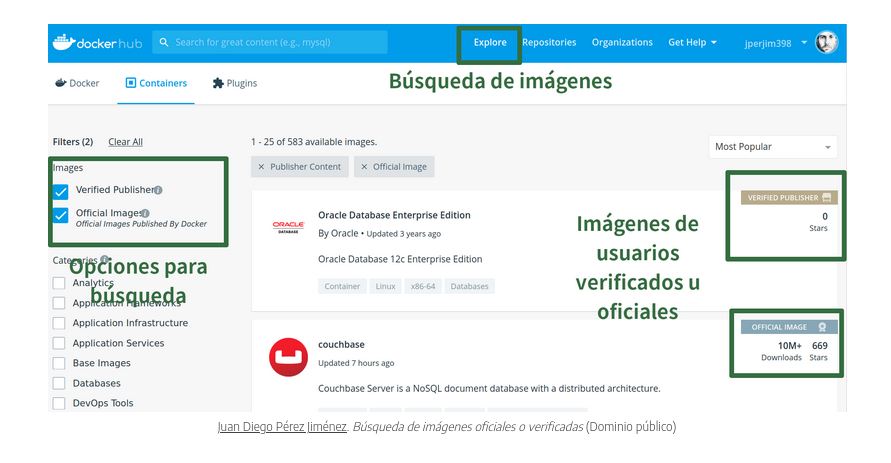 dockerhub
Search for great content (e.g., mysql)
Explore
Repositories
Organizations
Get Help
jperjim398
Docker
Containers
Plugins
Búsqueda de imágenes
Filters (2)
Clear All
1 - 25 of 583 available images.
Most Popular
Publisher Content
Official Image
Images
Verified Publisher
Official Images
Official Images Published By Docker
Opciones para
búsqueda
Categories
Analytics
Application Frameworks
Application Infrastructure
Application Services
Base Images
Databases
DevOps Tools
ORACLE
DATABASE
Oracle Database Enterprise Edition
By Oracle • Updated 3 years ago
Oracle Database 12c Enterprise Edition
Container
Linux
x86-64
Databases
Imágenes de
usuarios
verificados u
oficiales
VERIFIED PUBLISHER
0
Stars
couchbase
Updated 7 hours ago
Couchbase Server is a NoSQL document database with a distributed architecture.
OFFICIAL IMAGE
10M+ 669
Downloads Stars
Juan Diego Pérez Jiménez. Búsqueda de imágenes oficiales o verificadas (Dominio público)